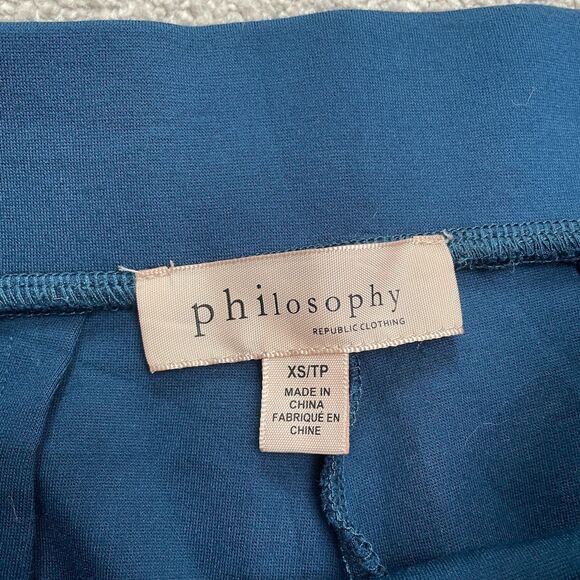 philosophy
REPUBLIC CLOTHING
XS/TP
MADE IN
CHINA
FABRIQUÉ EN
CHINE